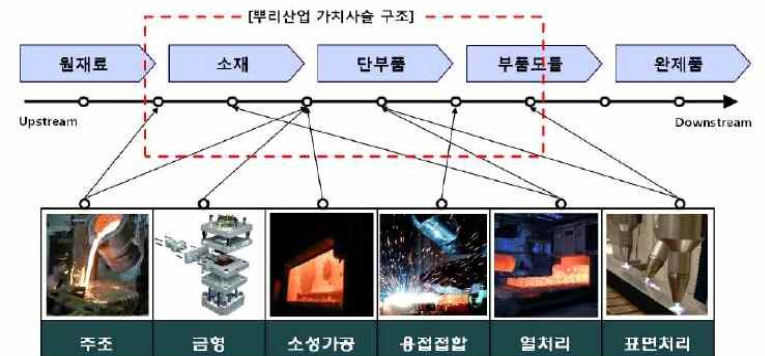 [뿌리산업 가치사슬 구조]
원재료 소재 단부품 부품모듈 완제품
Upstream Downstream
주조 금형 소성가공 용접접합 열처리 표면처리